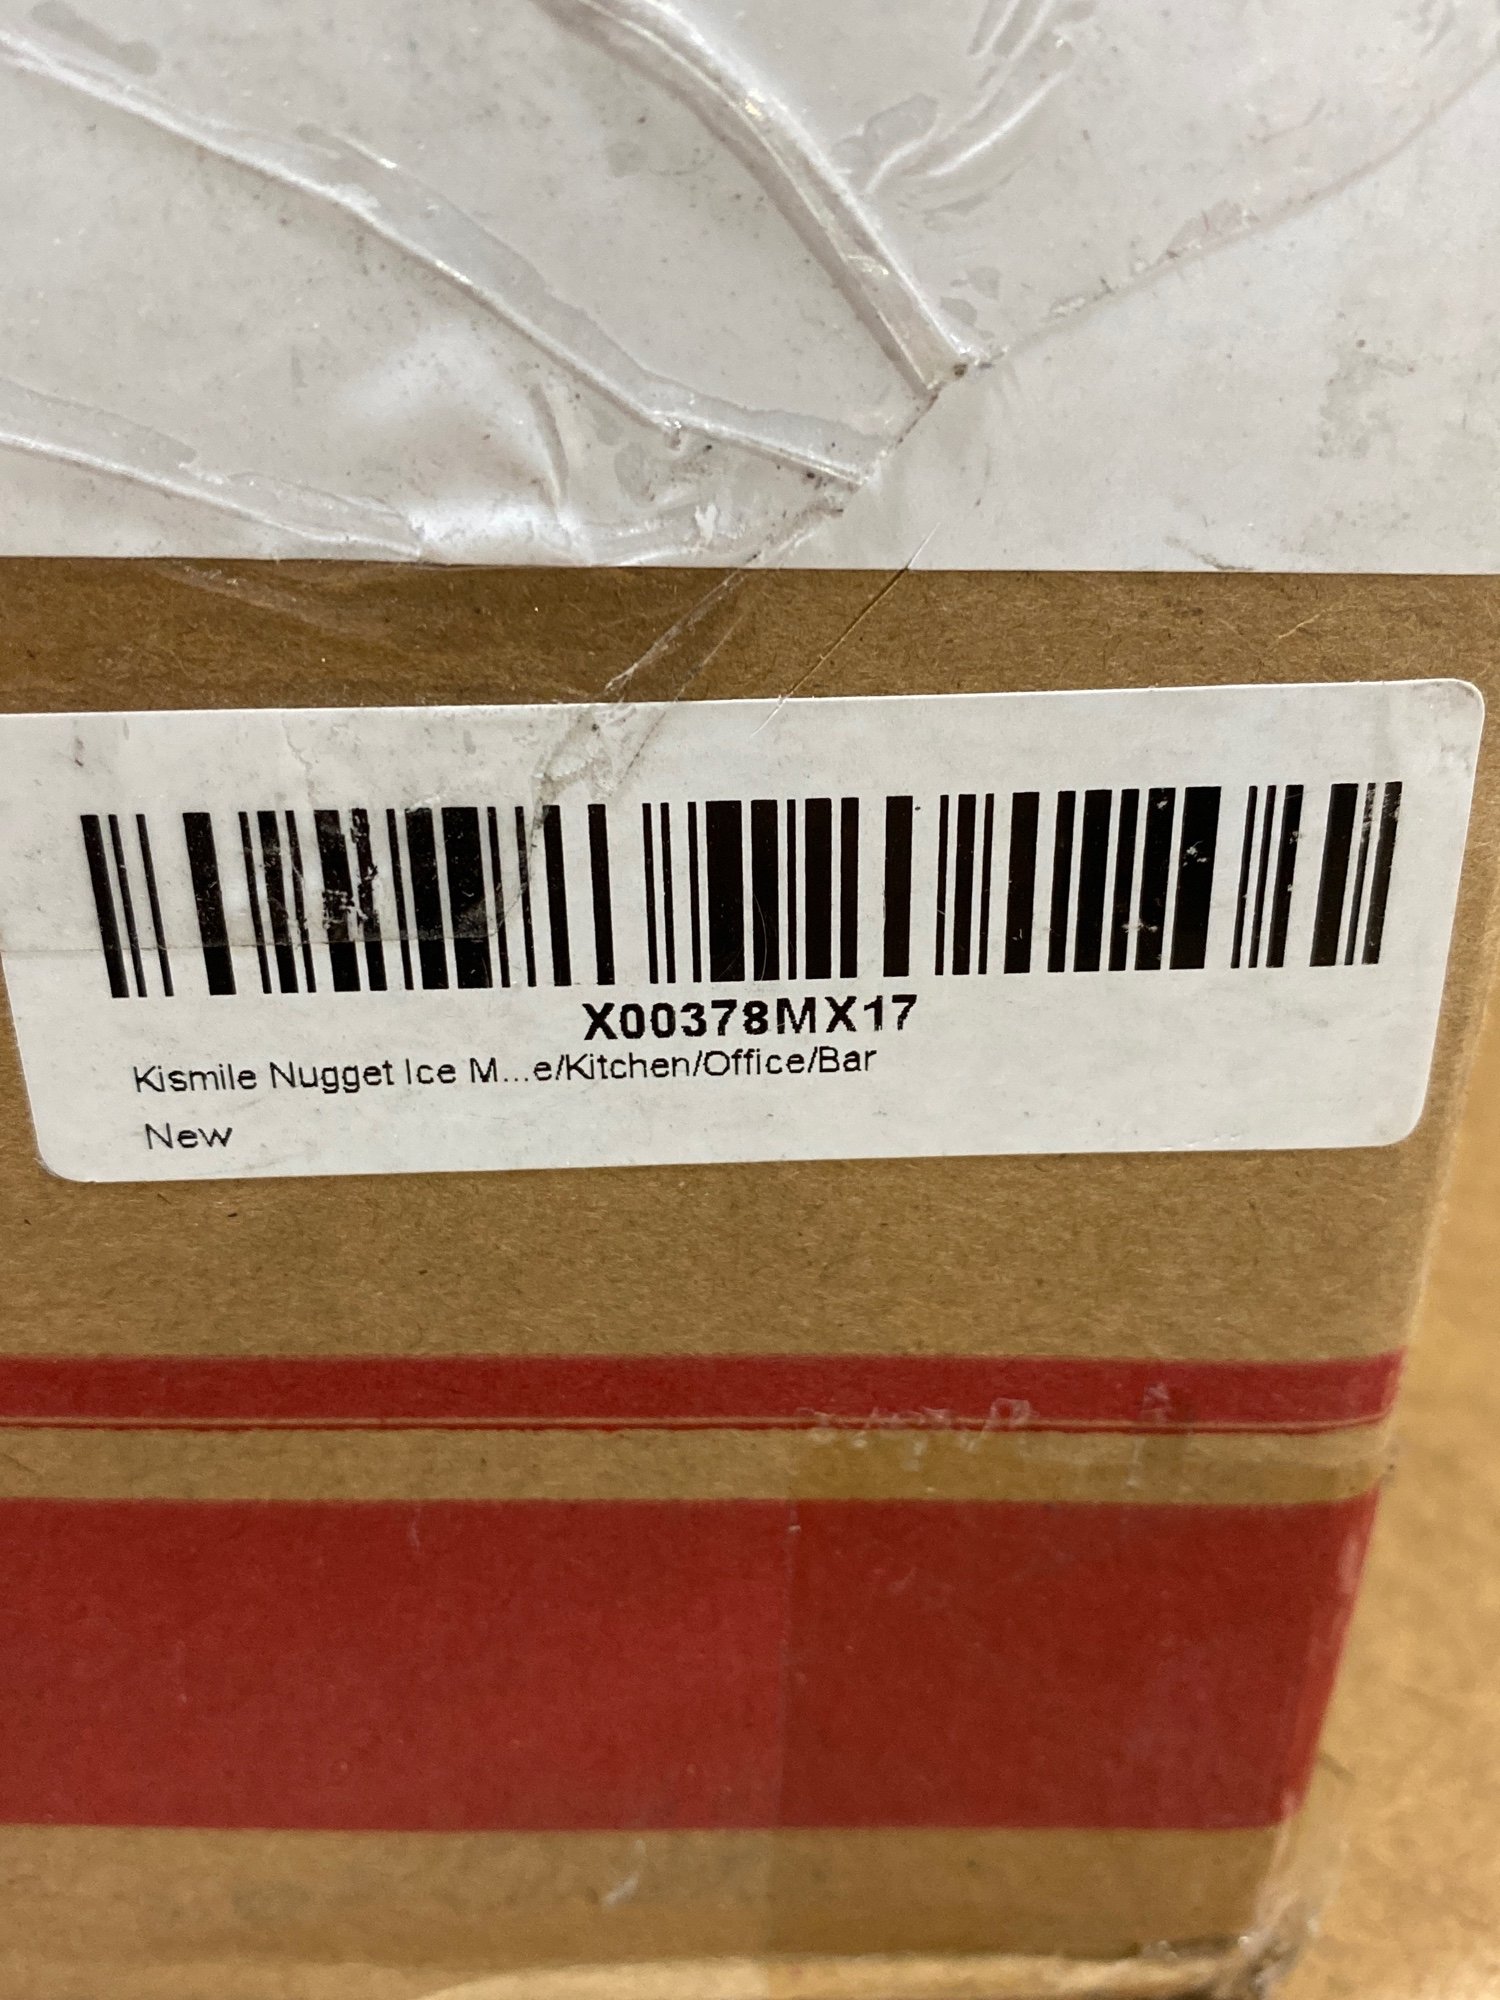 X00378MX17
Kismile Nugget Ice M...e/Kitchen/Office/Bar
New